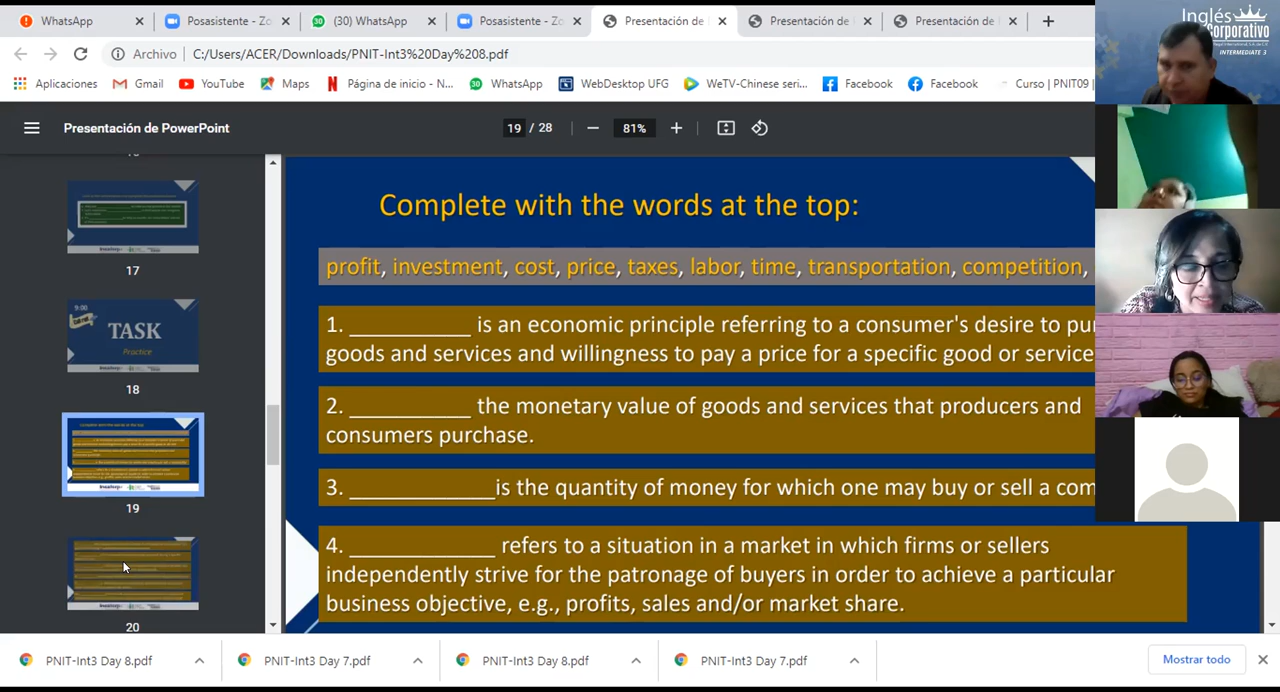 WhatsApp
Posasistente - Zo
(30) WhatsApp
Posasistente - Zo
Presentación de
Presentación de
Presentación de
Archivo
C:/Users/ACER/Downloads/PNIT-Int3%20Day%208.pdf
Aplicaciones
Gmail
YouTube
Maps
Página de inicio - N...
WhatsApp
WebDesktop UFG
WeTV-Chinese seri...
Facebook
Facebook
Curso | PNIT09 |
Inglés
Corporativo
INTERMEDIATE 3
Presentación de PowerPoint
19 / 28
81%
17
9:00
TASK
Practice
18
19
20
Complete with the words at the top:
profit, investment, cost, price, taxes, labor, time, transportation, competition,
1. __________ is an economic principle referring to a consumer's desire to pu
goods and services and willingness to pay a price for a specific good or service
2. __________ the monetary value of goods and services that producers and
consumers purchase.
3. ____________is the quantity of money for which one may buy or sell a com
4. ____________ refers to a situation in a market in which firms or sellers
independently strive for the patronage of buyers in order to achieve a particular
business objective, e.g., profits, sales and/or market share.
PNIT-Int3 Day 8.pdf
PNIT-Int3 Day 7.pdf
PNIT-Int3 Day 8.pdf
PNIT-Int3 Day 7.pdf
Mostrar todo